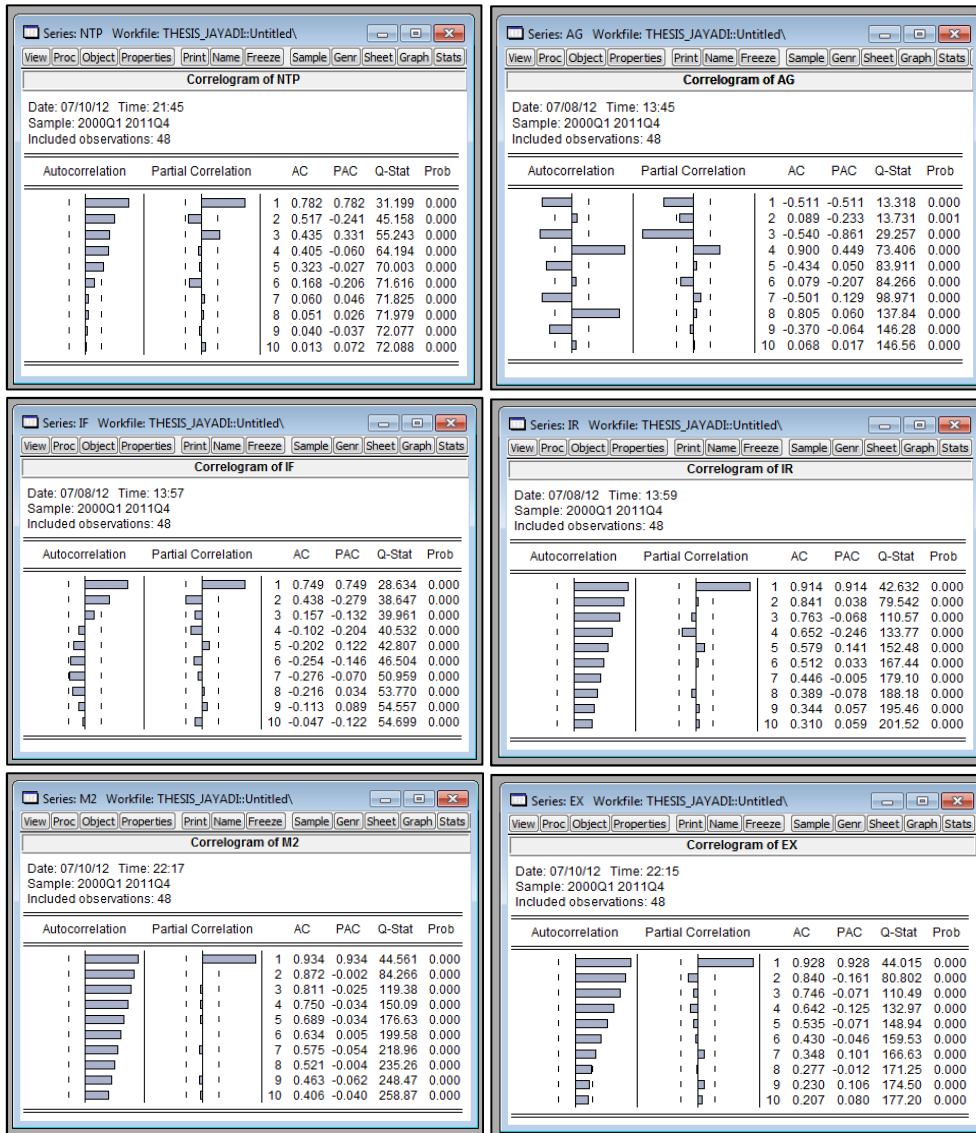 Series: NTP Workfile: THESIS_JAYADI::Untitled\
View Proc Object Properties Print Name Freeze Sample Genr Sheet Graph Stats
Correlogram of NTP
Date: 07/10/12 Time: 21:45
Sample: 2000Q1 2011Q4
Included observations: 48
Autocorrelation Partial Correlation AC PAC Q-Stat Prob
1 0.782 0.782 31.199 0.000
2 0.517 -0.241 45.158 0.000
3 0.435 0.331 55.243 0.000
4 0.405 -0.060 64.194 0.000
5 0.323 -0.027 70.003 0.000
6 0.168 -0.206 71.616 0.000
7 0.060 0.046 71.825 0.000
8 0.051 0.026 71.979 0.000
9 0.040 -0.037 72.077 0.000
10 0.013 0.072 72.088 0.000
Series: AG Workfile: THESIS_JAYADI::Untitled\
View Proc Object Properties Print Name Freeze Sample Genr Sheet Graph Stats
Correlogram of AG
Date: 07/08/12 Time: 13:45
Sample: 2000Q1 2011Q4
Included observations: 48
Autocorrelation Partial Correlation AC PAC Q-Stat Prob
1 -0.511 -0.511 13.318 0.000
2 0.089 -0.233 13.731 0.001
3 -0.540 -0.861 29.257 0.000
4 0.900 0.449 73.406 0.000
5 -0.434 0.050 83.911 0.000
6 0.079 -0.207 84.266 0.000
7 -0.501 0.129 98.971 0.000
8 0.805 0.060 137.84 0.000
9 -0.370 -0.064 146.28 0.000
10 0.068 0.017 146.56 0.000
Series: IF Workfile: THESIS_JAYADI::Untitled\
View Proc Object Properties Print Name Freeze Sample Genr Sheet Graph Stats
Correlogram of IF
Date: 07/08/12 Time: 13:57
Sample: 2000Q1 2011Q4
Included observations: 48
Autocorrelation Partial Correlation AC PAC Q-Stat Prob
1 0.749 0.749 28.634 0.000
2 0.438 -0.279 38.647 0.000
3 0.157 -0.132 39.961 0.000
4 -0.102 -0.204 40.532 0.000
5 -0.202 0.122 42.807 0.000
6 -0.254 -0.146 46.504 0.000
7 -0.276 -0.070 50.959 0.000
8 -0.216 0.034 53.770 0.000
9 -0.113 0.089 54.557 0.000
10 -0.047 -0.122 54.699 0.000
Series: IR Workfile: THESIS_JAYADI::Untitled\
View Proc Object Properties Print Name Freeze Sample Genr Sheet Graph Stats
Correlogram of IR
Date: 07/08/12 Time: 13:59
Sample: 2000Q1 2011Q4
Included observations: 48
Autocorrelation Partial Correlation AC PAC Q-Stat Prob
1 0.914 0.914 42.632 0.000
2 0.841 0.038 79.542 0.000
3 0.763 -0.068 110.57 0.000
4 0.652 -0.246 133.77 0.000
5 0.579 0.141 152.48 0.000
6 0.512 0.033 167.44 0.000
7 0.446 -0.005 179.10 0.000
8 0.389 -0.078 188.18 0.000
9 0.344 0.057 195.46 0.000
10 0.310 0.059 201.52 0.000
Series: M2 Workfile: THESIS_JAYADI::Untitled\
View Proc Object Properties Print Name Freeze Sample Genr Sheet Graph Stats
Correlogram of M2
Date: 07/10/12 Time: 22:17
Sample: 2000Q1 2011Q4
Included observations: 48
Autocorrelation Partial Correlation AC PAC Q-Stat Prob
1 0.934 0.934 44.561 0.000
2 0.872 -0.002 84.266 0.000
3 0.811 -0.025 119.38 0.000
4 0.750 -0.034 150.09 0.000
5 0.689 -0.034 176.63 0.000
6 0.634 0.005 199.58 0.000
7 0.575 -0.054 218.96 0.000
8 0.521 -0.004 235.26 0.000
9 0.463 -0.062 248.47 0.000
10 0.406 -0.040 258.87 0.000
Series: EX Workfile: THESIS_JAYADI::Untitled\
View Proc Object Properties Print Name Freeze Sample Genr Sheet Graph Stats
Correlogram of EX
Date: 07/10/12 Time: 22:15
Sample: 2000Q1 2011Q4
Included observations: 48
Autocorrelation Partial Correlation AC PAC Q-Stat Prob
1 0.928 0.928 44.015 0.000
2 0.840 -0.161 80.802 0.000
3 0.746 -0.071 110.49 0.000
4 0.642 -0.125 132.97 0.000
5 0.535 -0.071 148.94 0.000
6 0.430 -0.046 159.53 0.000
7 0.348 0.101 166.63 0.000
8 0.277 -0.012 171.25 0.000
9 0.230 0.106 174.50 0.000
10 0.207 0.080 177.20 0.000